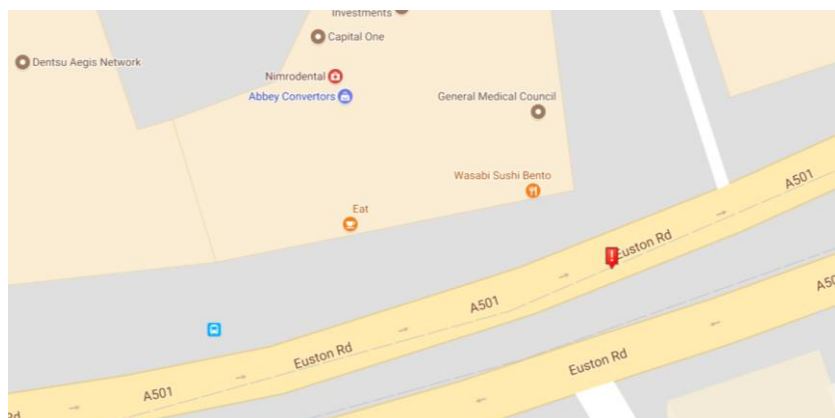 Investments
Capital One
Dentsu Aegis Network
Nimrodental
Abbey Convertors
General Medical Council
Wasabi Sushi Bento
A501
Eat
Euston Rd
A501
A50
Euston Rd
Euston Rd
A501
Rd